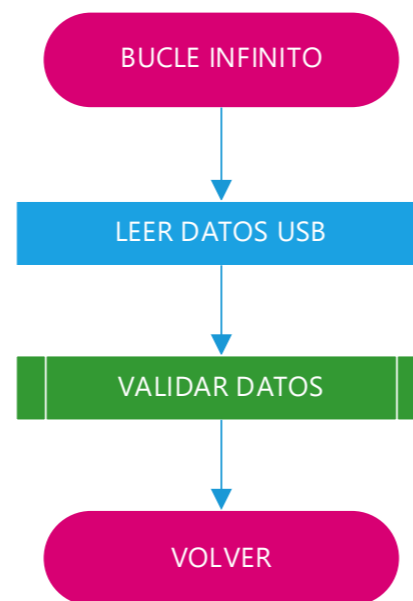 BUCLE INFINITO
LEER DATOS USB
VALIDAR DATOS
VOLVER